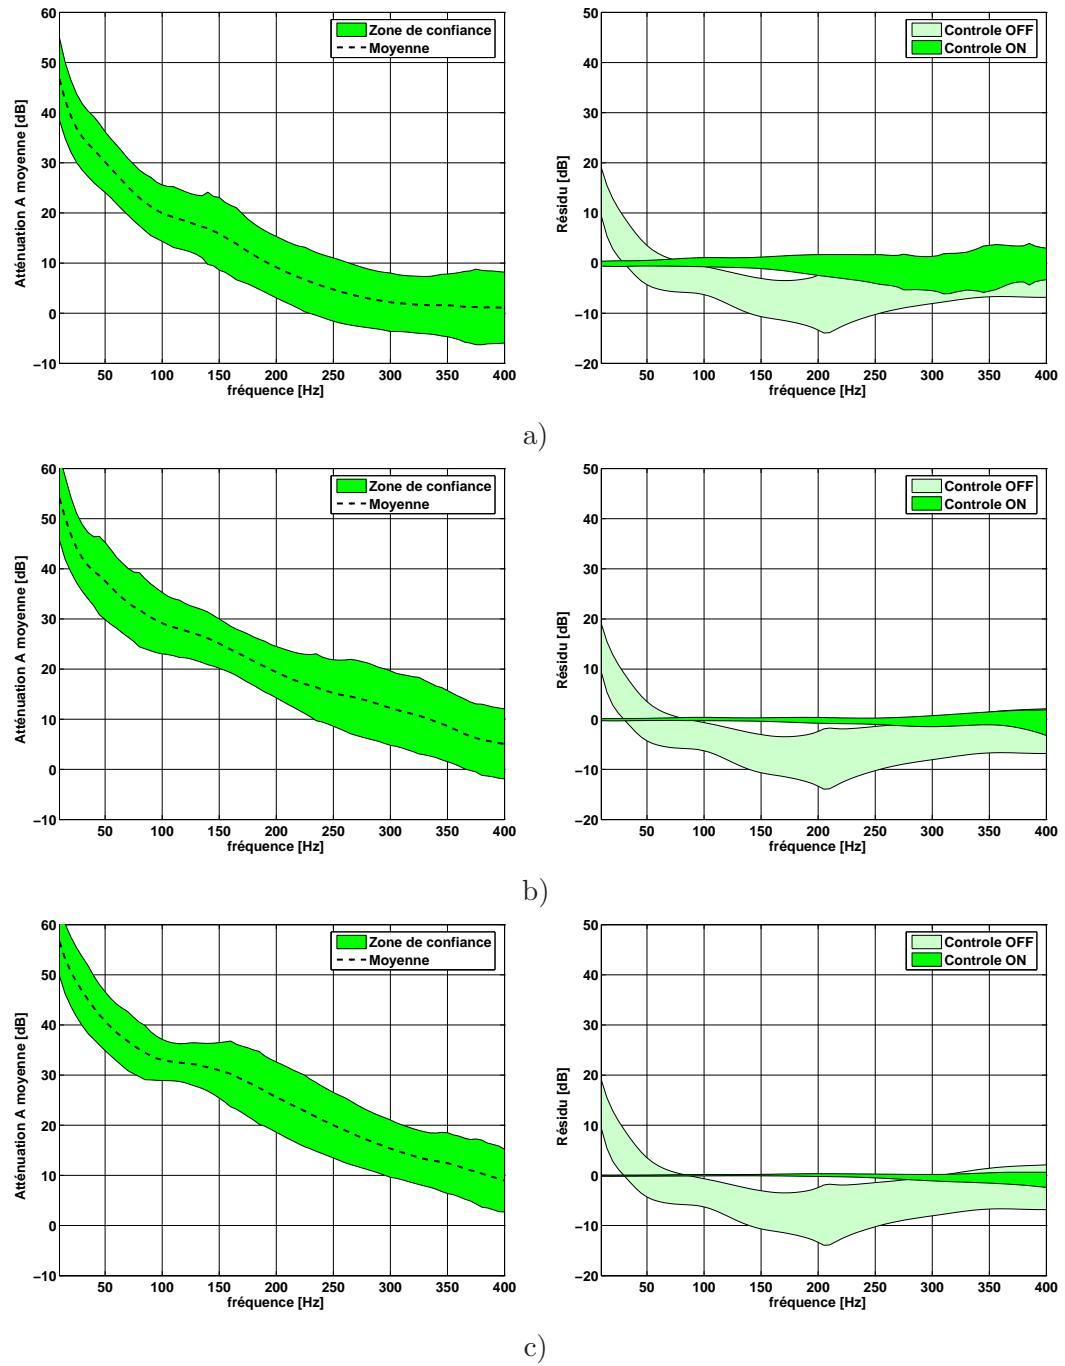 60
50
40
30
20
10
0
−10
50 100 150 200 250 300 350 400
fréquence [Hz]
Atténuation A moyenne [dB]
Zone de confiance
Moyenne
50
40
30
20
10
0
−10
−20
50 100 150 200 250 300 350 400
fréquence [Hz]
Résidu [dB]
Controle OFF
Controle ON
a)
60
50
40
30
20
10
0
−10
50 100 150 200 250 300 350 400
fréquence [Hz]
Atténuation A moyenne [dB]
Zone de confiance
Moyenne
50
40
30
20
10
0
−10
−20
50 100 150 200 250 300 350 400
fréquence [Hz]
Résidu [dB]
Controle OFF
Controle ON
b)
60
50
40
30
20
10
0
−10
50 100 150 200 250 300 350 400
fréquence [Hz]
Atténuation A moyenne [dB]
Zone de confiance
Moyenne
50
40
30
20
10
0
−10
−20
50 100 150 200 250 300 350 400
fréquence [Hz]
Résidu [dB]
Controle OFF
Controle ON
c)